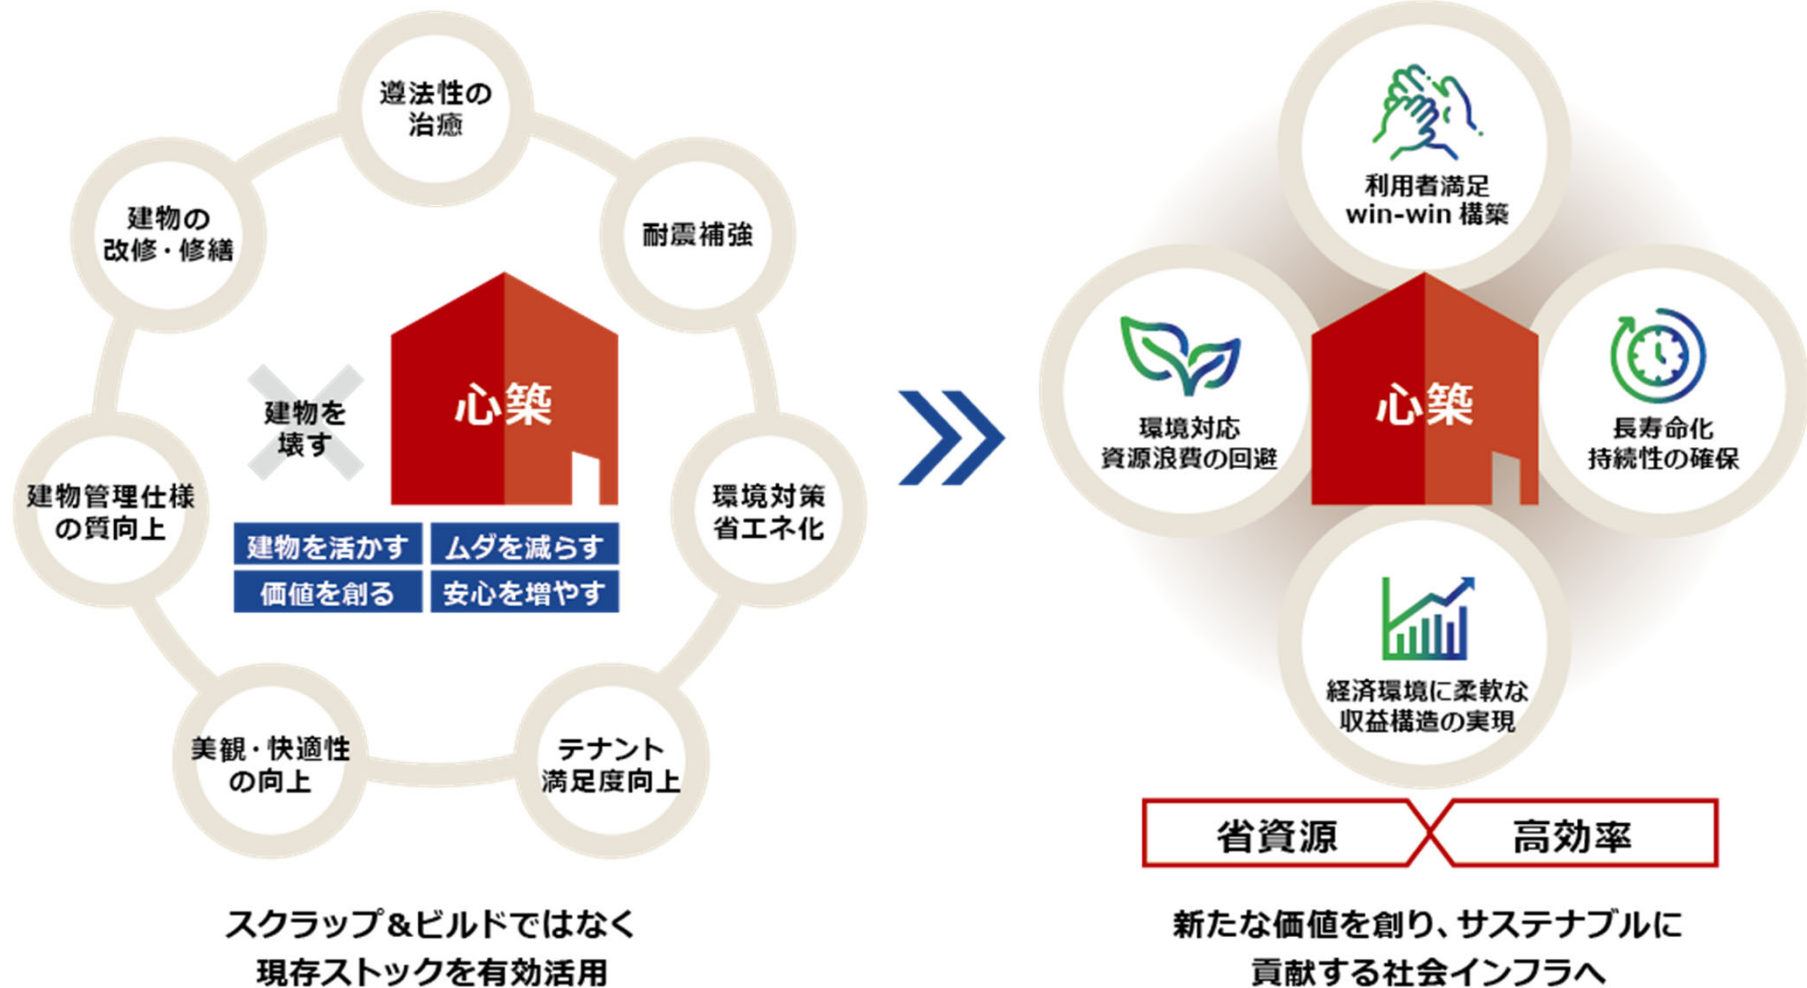 遵法性の
治癒
建物の
改修・修繕
耐震補強
建物を
壊す
心築
建物管理仕様
の質向上
環境対策
省エネ化
建物を活かす
ムダを減らす
価値を創る
安心を増やす
美観・快適性
の向上
テナント
満足度向上
スクラップ&ビルドではなく
現存ストックを有効活用
利用者満足
win-win 構築
環境対応
資源浪費の回避
心築
長寿命化
持続性の確保
経済環境に柔軟な
収益構造の実現
省資源
高効率
新たな価値を創り、サステナブルに
貢献する社会インフラへ